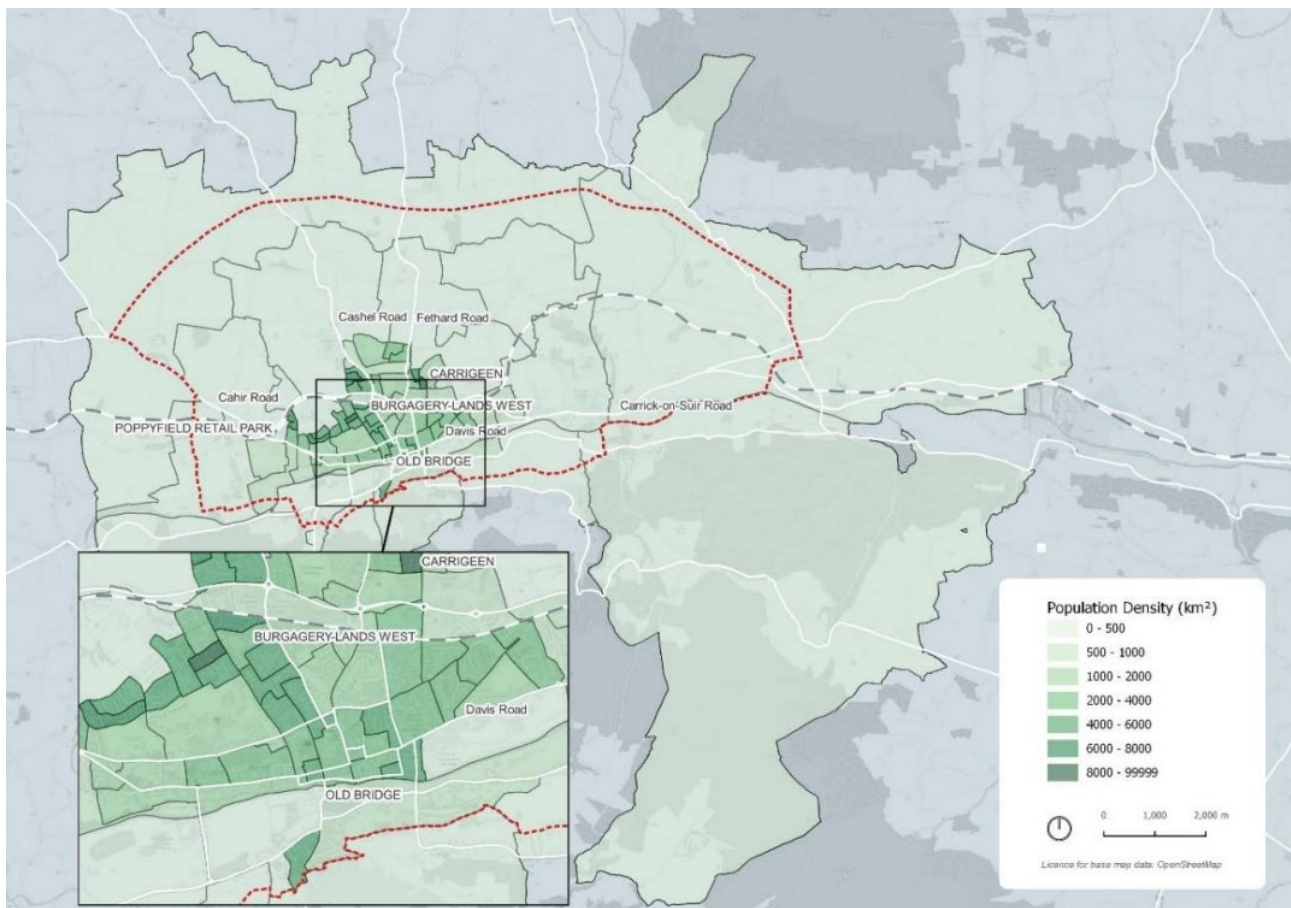 Cashel Road
Fethard Road
CARRIGEEN
Cahir Road
BURGAGERY-LANDS WEST
Carrick-on-Suir Road
POPPYFIELD RETAIL PARK
Davis Road
OLD BRIDGE
CARRIGEEN
BURGAGERY-LANDS WEST
Davis Road
OLD BRIDGE
Population Density (km²)
0 - 500
500 - 1000
1000 - 2000
2000 - 4000
4000 - 6000
6000 - 8000
8000 - 99999
0 1,000 2,000 m
Licence for base map data: OpenStreetMap